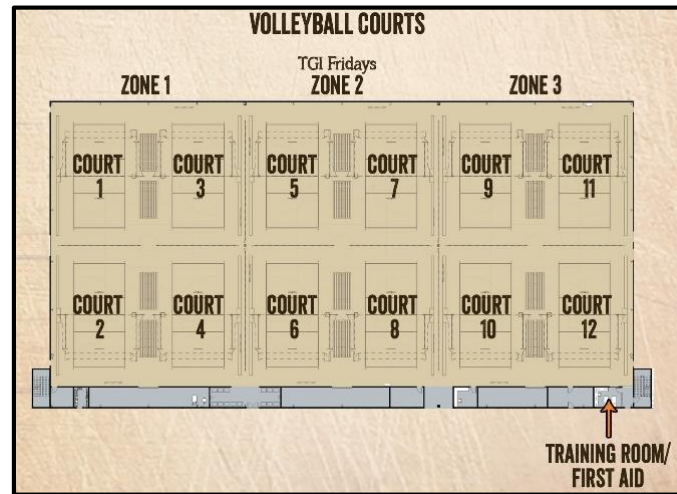 VOLLEYBALL COURTS
TGI Fridays
ZONE 1 ZONE 2 ZONE 3
COURT 1 COURT 3 COURT 5 COURT 7 COURT 9 COURT 11
COURT 2 COURT 4 COURT 6 COURT 8 COURT 10 COURT 12
TRAINING ROOM/
FIRST AID